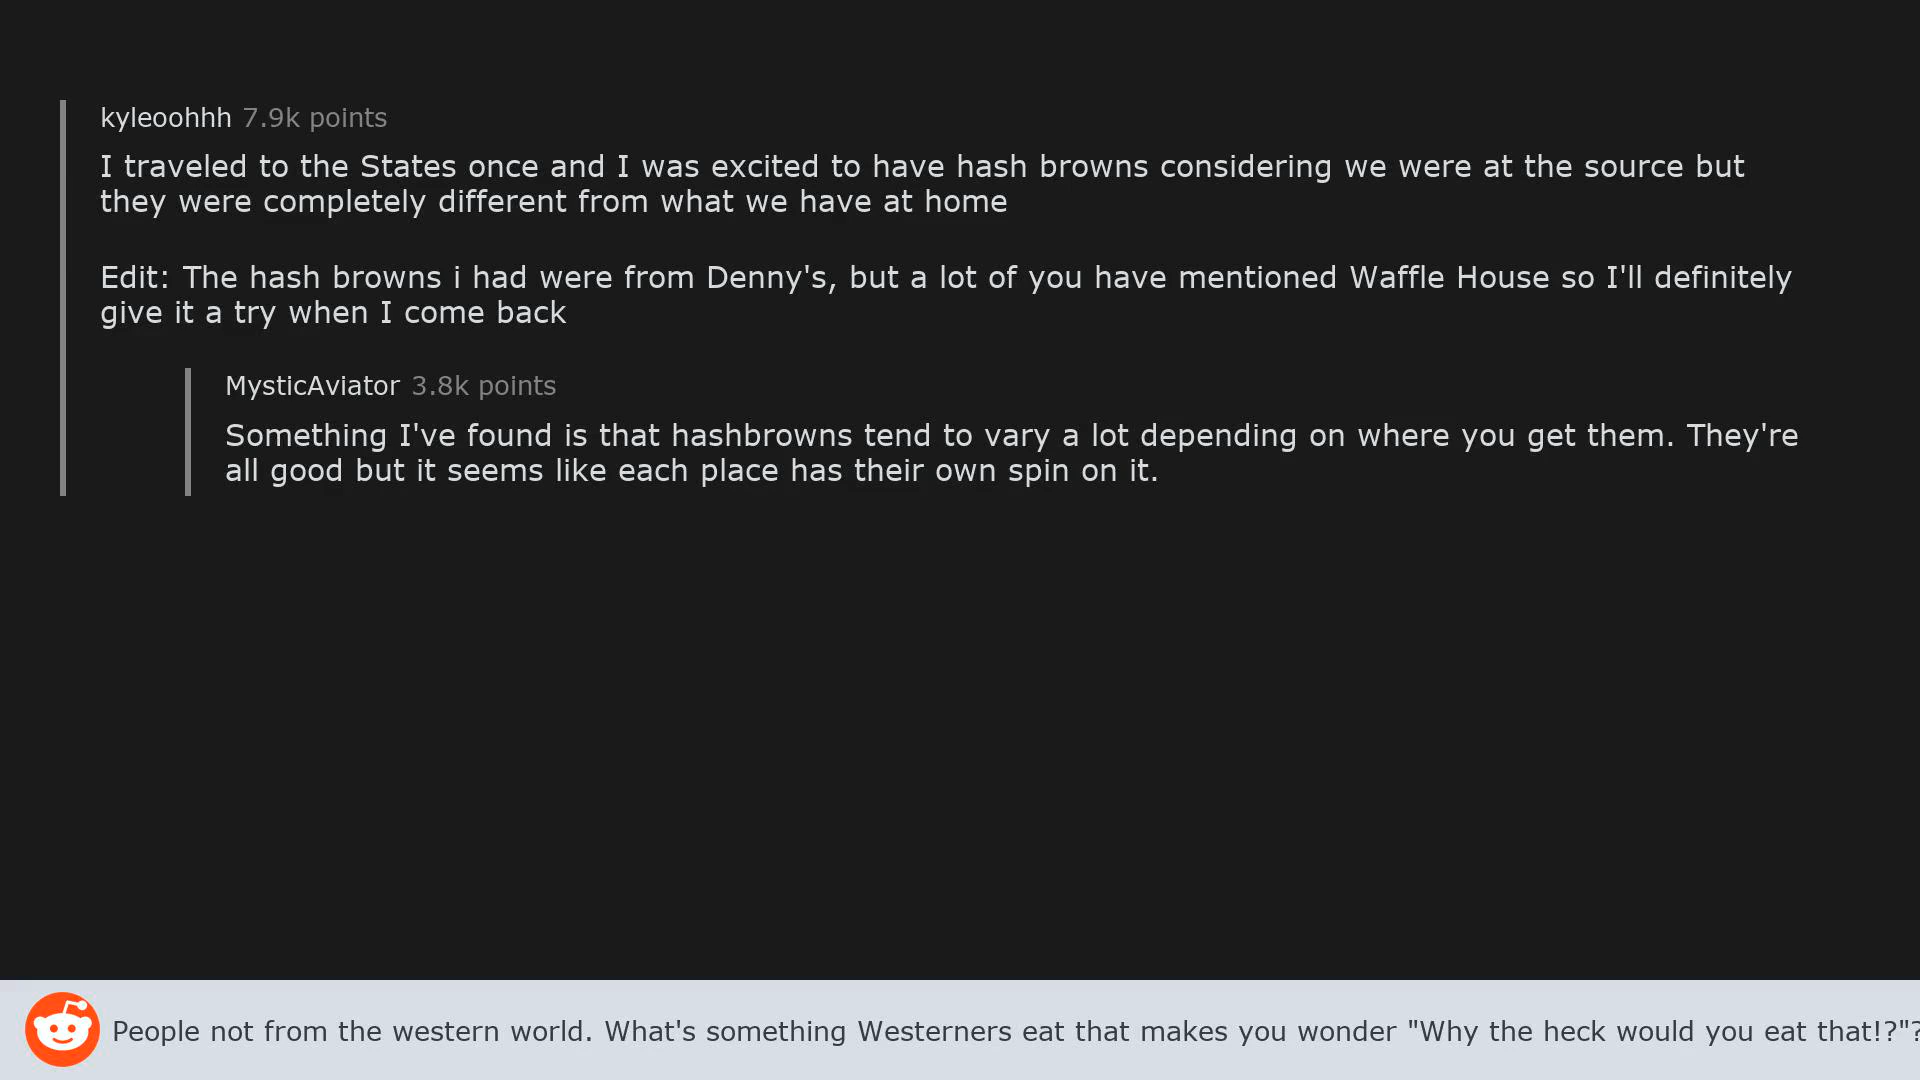 kyleoohhh 7.9k points
I traveled to the States once and I was excited to have hash browns considering we were at the source but
they were completely different from what we have at home
Edit: The hash browns i had were from Denny's, but a lot of you have mentioned Waffle House so I'll definitely
give it a try when I come back
MysticAviator 3.8k points
Something I've found is that hashbrowns tend to vary a lot depending on where you get them. They're
all good but it seems like each place has their own spin on it.
People not from the western world. What's something Westerners eat that makes you wonder "Why the heck would you eat that!?"?